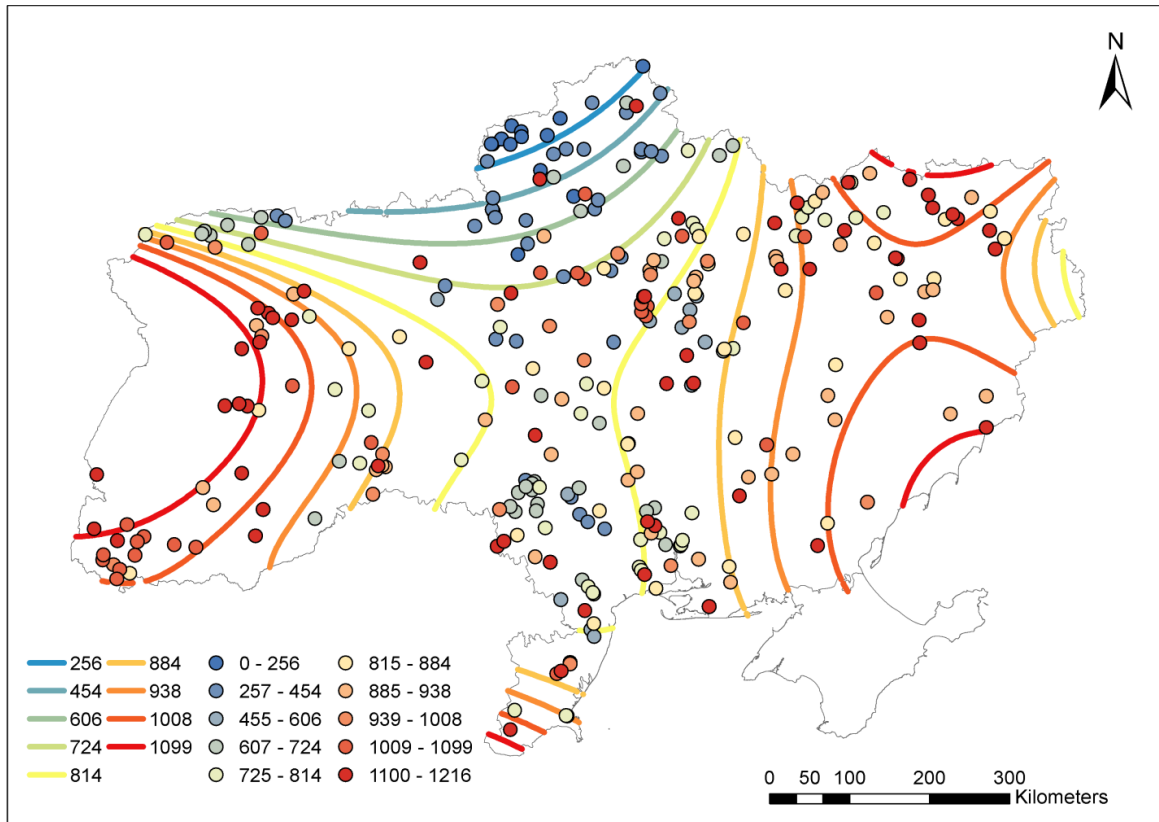 N
256 884 0 - 256 815 - 884
454 938 257 - 454 885 - 938
606 1008 455 - 606 939 - 1008
724 1099 607 - 724 1009 - 1099
814 725 - 814 1100 - 1216
0 50 100 200 300
Kilometers